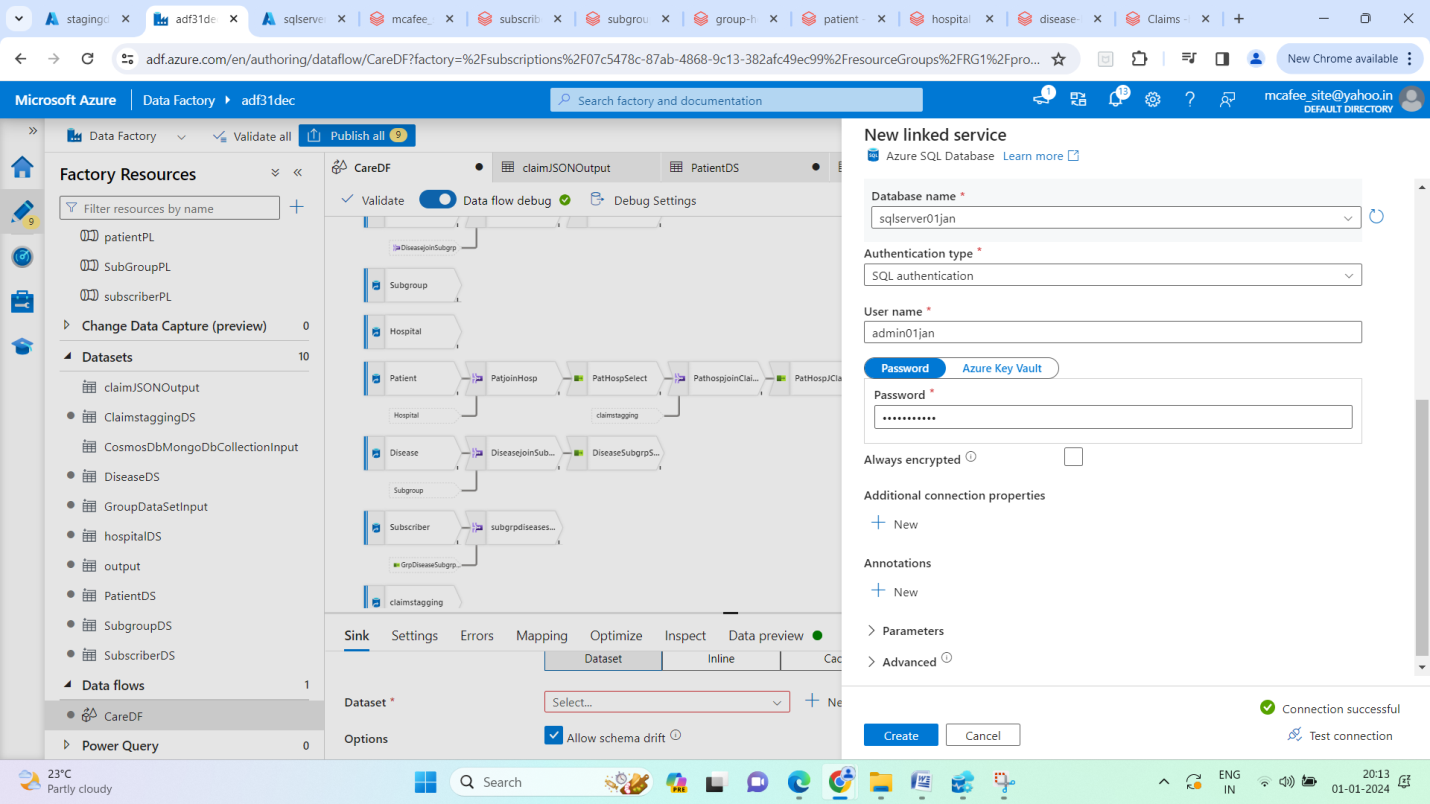 stagingd
adf31de
sqlserve
mcafee_
subscrib
subgrou
group-h
patient -
hospital
disease-
Claims -
adf.azure.com/en/authoring/dataflow/CareDF?factory=%2Fsubscriptions%2F07c5478c-87ab-4868-9c13-382afc49ec99%2FresourceGroups%2FRG1%2Fpro...
New Chrome available
Microsoft Azure
Data Factory
adf31dec
Search factory and documentation
1
13
mcafee_site@yahoo.in
DEFAULT DIRECTORY
Data Factory
Validate all
Publish all 9
9
Factory Resources
Filter resources by name
patientPL
SubGroupPL
subscriberPL
Change Data Capture (preview) 0
Datasets 10
claimJSONOutput
ClaimstaggingDS
CosmosDbMongoDbCollectionInput
DiseaseDS
GroupDataSetInput
hospitalDS
output
PatientDS
SubgroupDS
SubscriberDS
Data flows 1
CareDF
Power Query 0
CareDF
claimJSONOutput
PatientDS
Validate
Data flow debug
Debug Settings
DiseasejoinSubgrp
Subgroup
Hospital
Patient
PatjoinHosp
PatHospSelect
PathospjoinClai...
PatHospJCla
Hospital
claimstagging
Disease
DiseasejoinSub...
DiseaseSubgrpS...
Subgroup
Subscriber
subgrpdiseases...
GrpDiseaseSubgrp...
claimstagging
Sink
Settings
Errors
Mapping
Optimize
Inspect
Data preview
Dataset
Inline
Cac
Dataset *
Select...
Ne
Options
Allow schema drift
New linked service
Azure SQL Database Learn more
Database name *
sqlserver01jan
Authentication type *
SQL authentication
User name *
admin01jan
Password
Azure Key Vault
Password *
•••••••••••
Always encrypted
Additional connection properties
New
Annotations
New
Parameters
Advanced
Connection successful
Create
Cancel
Test connection
23°C
Partly cloudy
Search
PRE
ENG
IN
20:13
01-01-2024